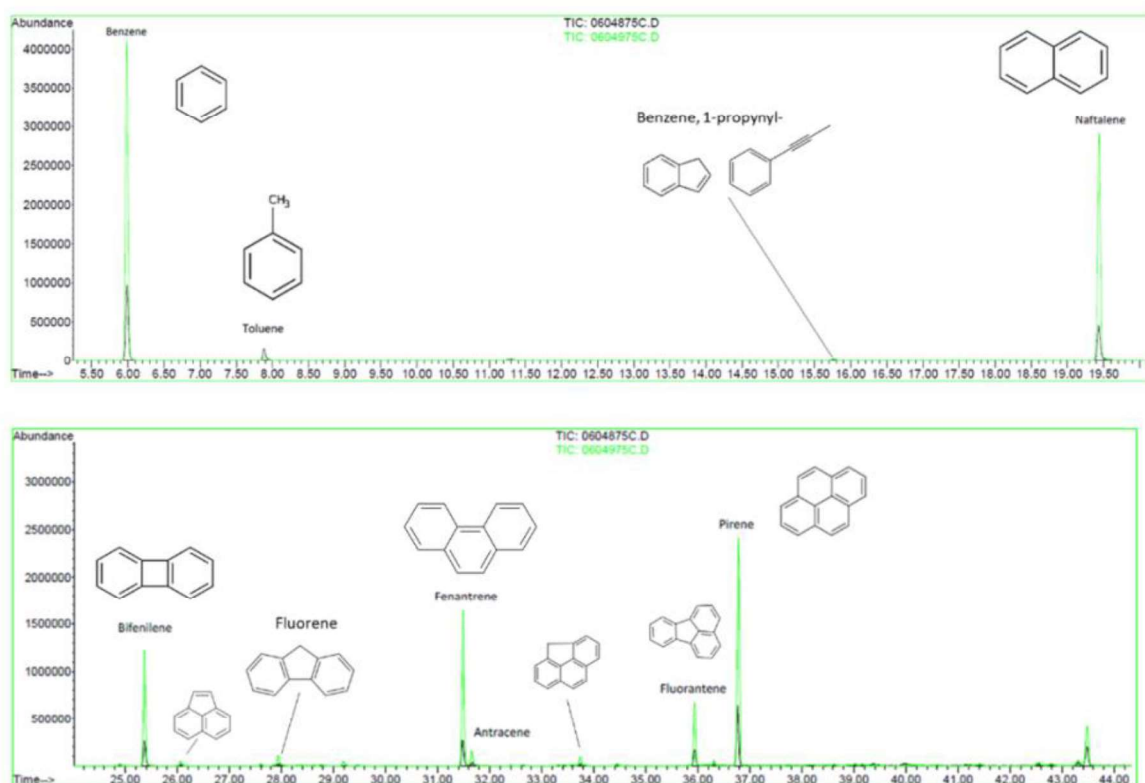 Abundance
TIC: 0604875C.D
TIC: 0604975C.D
Benzene
4000000
3500000
3000000
2500000
2000000
1500000
1000000
500000
0
CH3
Toluene
Benzene, 1-propynyl-
Naftalene
5.50 6.00 6.50 7.00 7.50 8.00 8.50 9.00 9.50 10.00 10.50 11.00 11.50 12.00 12.50 13.00 13.50 14.00 14.50 15.00 15.50 16.00 16.50 17.00 17.50 18.00 18.50 19.00 19.50
Time-->
Abundance
TIC: 0604875C.D
TIC: 0604975C.D
3000000
2500000
2000000
1500000
1000000
500000
Bifenilene
Fluorene
Fenantrene
Antracene
Fluorantene
Pirene
25.00 26.00 27.00 28.00 29.00 30.00 31.00 32.00 33.00 34.00 35.00 36.00 37.00 38.00 39.00 40.00 41.00 42.00 43.00 44.00
Time-->